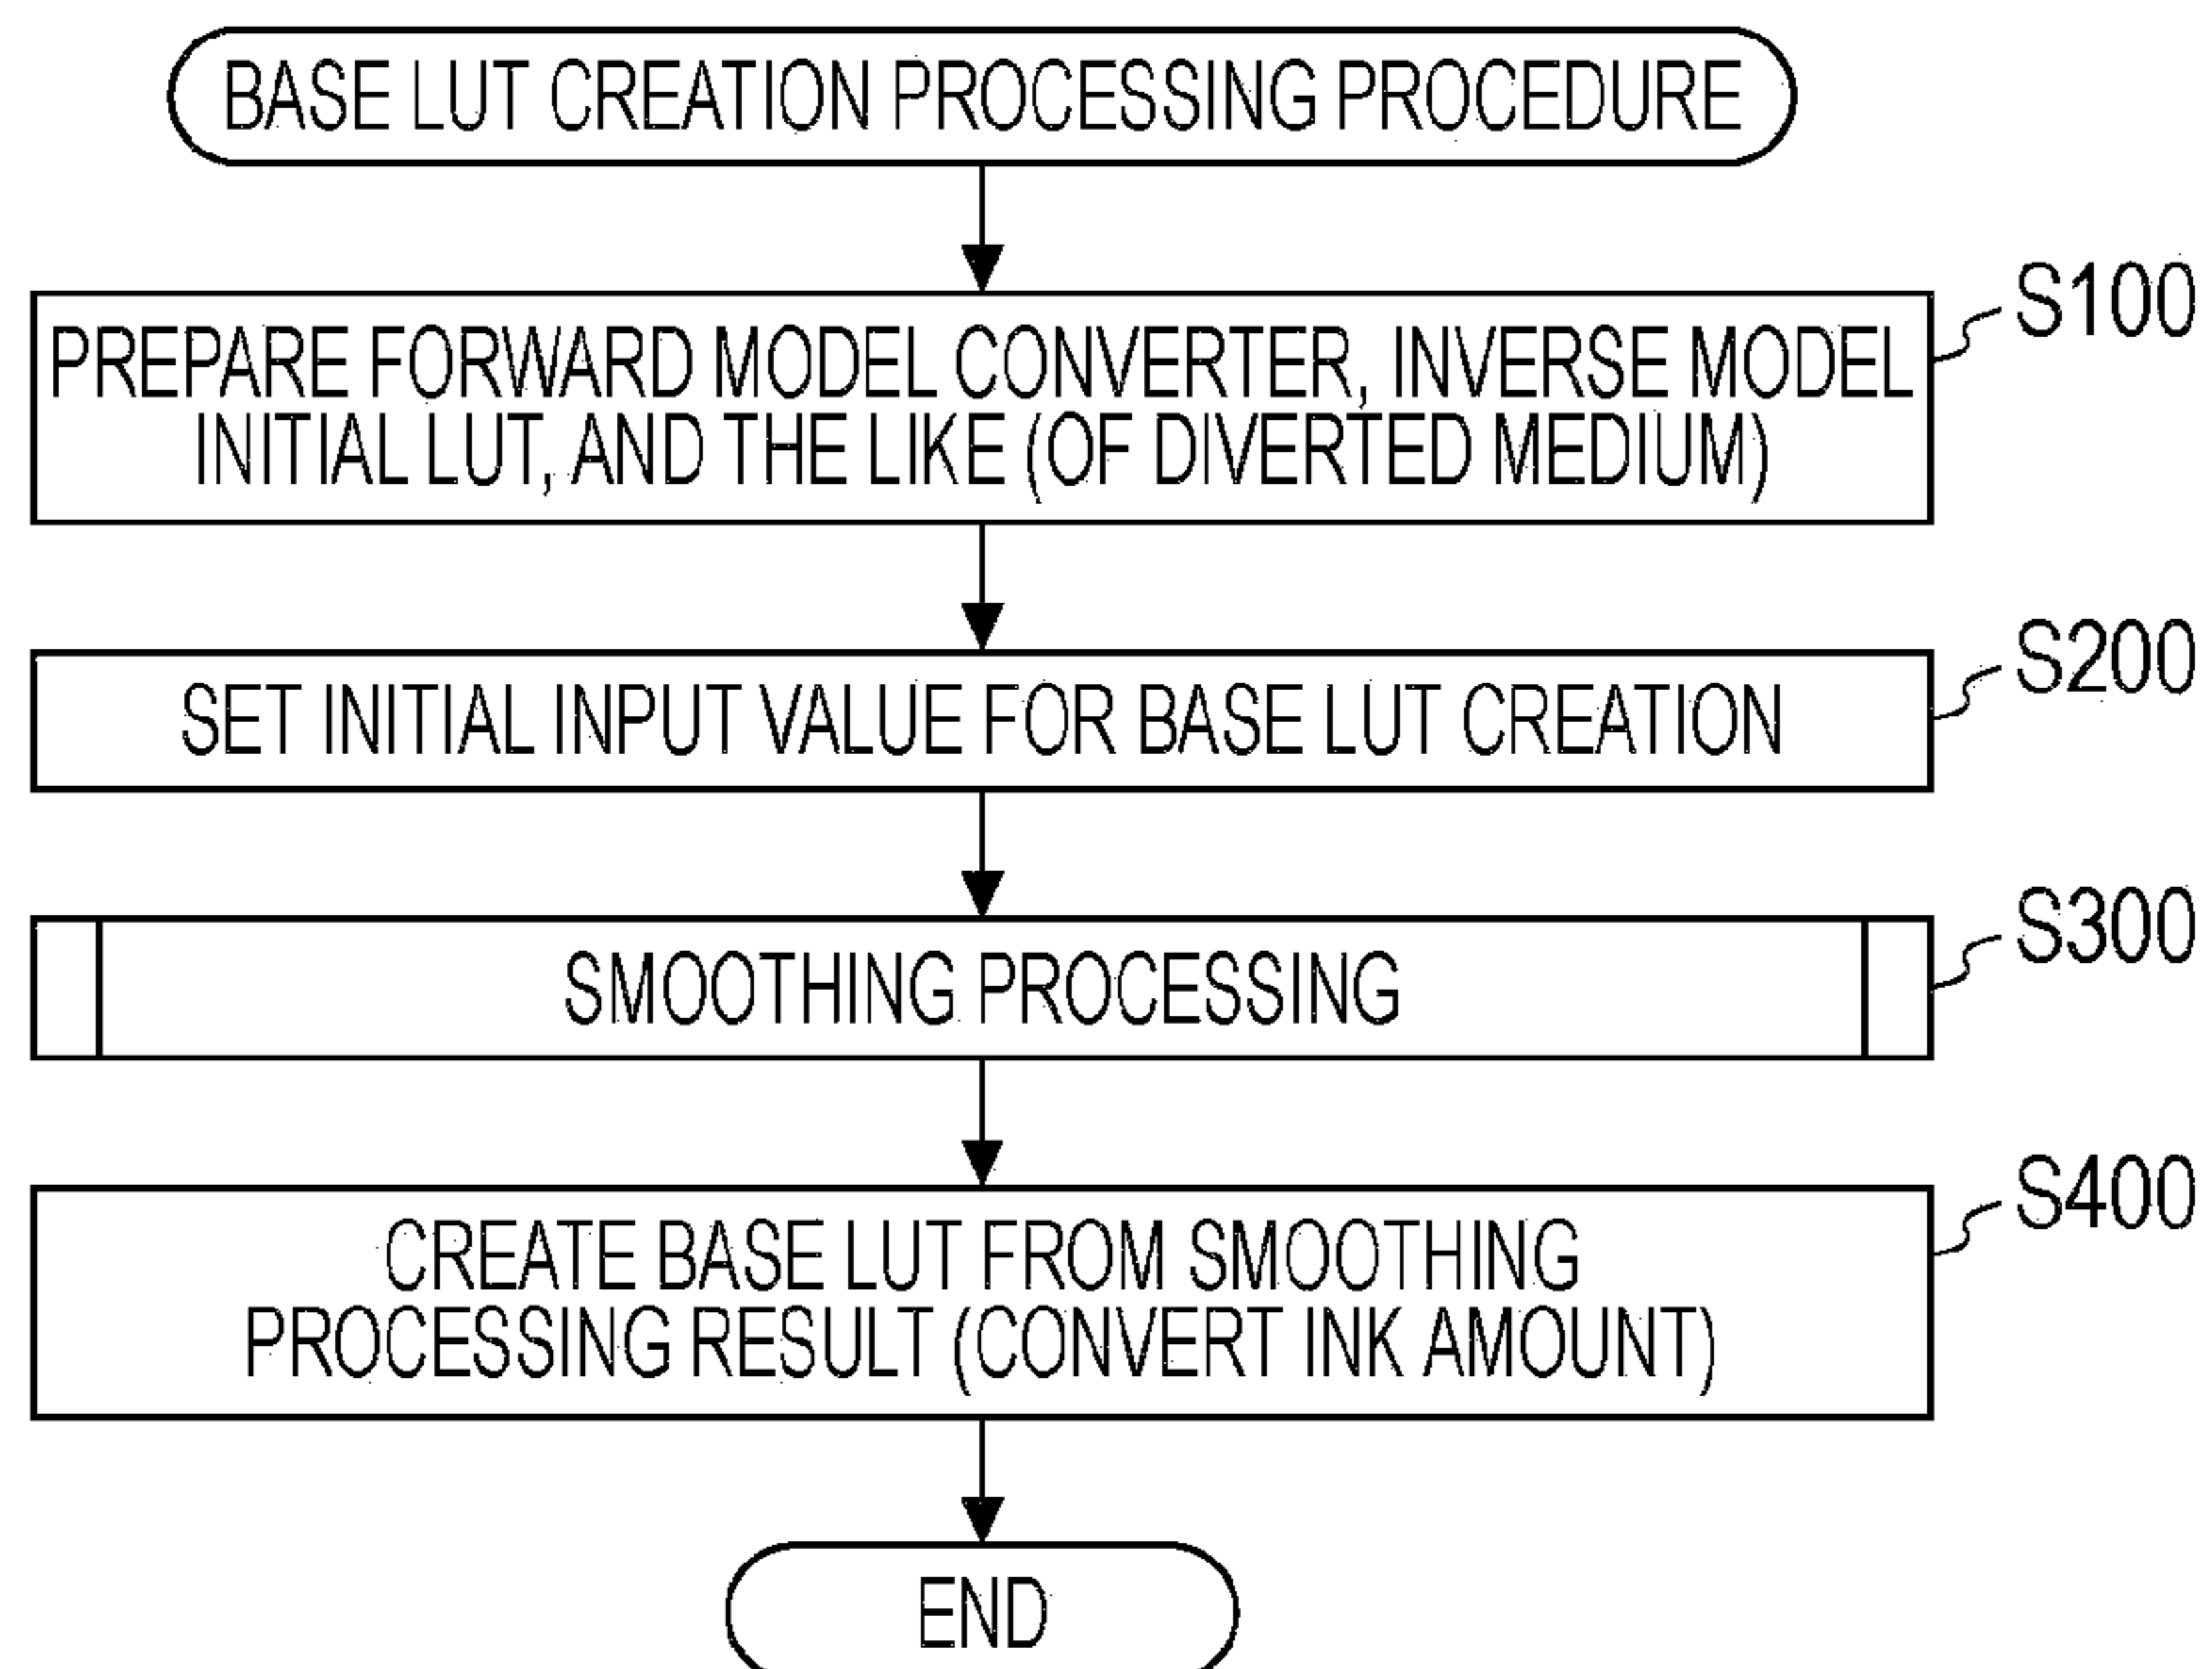 BASE LUT CREATION PROCESSING PROCEDURE
S100
PREPARE FORWARD MODEL CONVERTER, INVERSE MODEL
INITIAL LUT, AND THE LIKE (OF DIVERTED MEDIUM)
S200
SET INITIAL INPUT VALUE FOR BASE LUT CREATION
S300
SMOOTHING PROCESSING
S400
CREATE BASE LUT FROM SMOOTHING
PROCESSING RESULT (CONVERT INK AMOUNT)
END